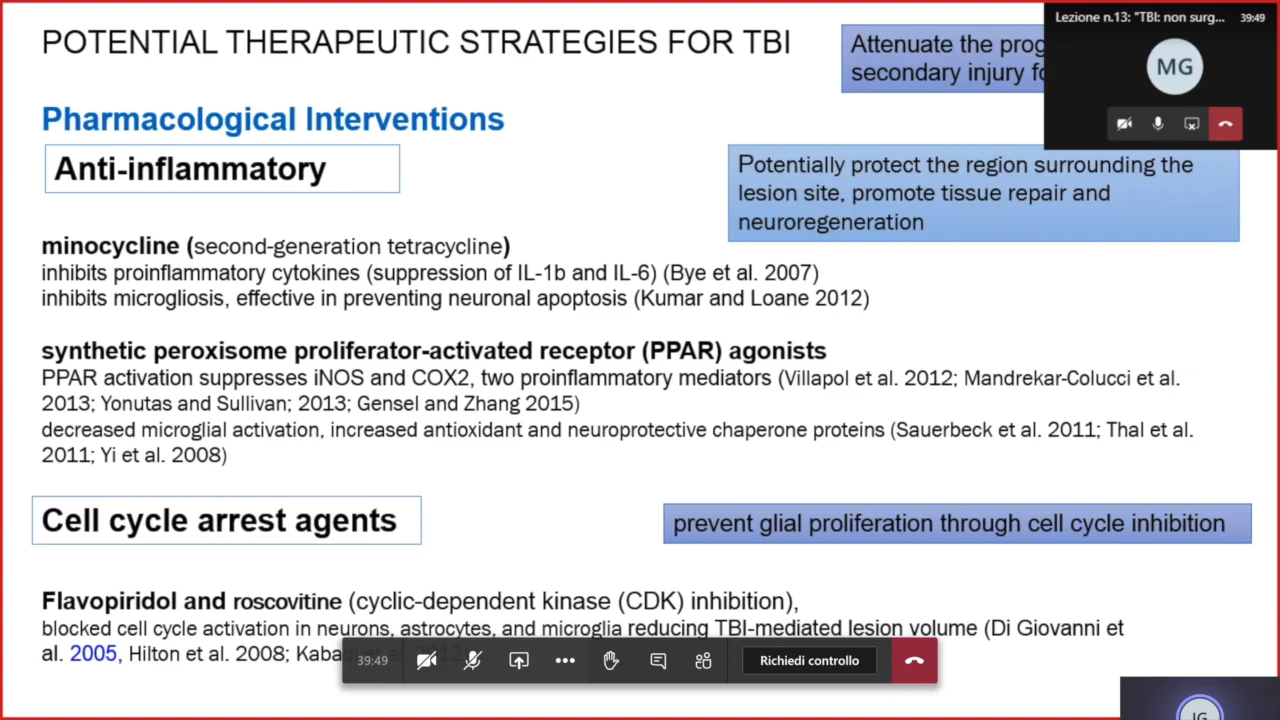 POTENTIAL THERAPEUTIC STRATEGIES FOR TBI
Attenuate the
secondary injury
Lezione n.13: "TBI: non surg...
39:49
MG
Pharmacological Interventions
Anti-inflammatory
Potentially protect the region surrounding the
lesion site, promote tissue repair and
neuroregeneration
minocycline (second-generation tetracycline)
inhibits proinflammatory cytokines (suppression of IL-1b and IL-6) (Bye et al. 2007)
inhibits microgliosis, effective in preventing neuronal apoptosis (Kumar and Loane 2012)
synthetic peroxisome proliferator-activated receptor (PPAR) agonists
PPAR activation suppresses iNOS and COX2, two proinflammatory mediators (Villapol et al. 2012; Mandrekar-Colucci et al.
2013; Yonutas and Sullivan; 2013; Gensel and Zhang 2015)
decreased microglial activation, increased antioxidant and neuroprotective chaperone proteins (Sauerbeck et al. 2011; Thal et al.
2011; Yi et al. 2008)
Cell cycle arrest agents
prevent glial proliferation through cell cycle inhibition
Flavopiridol and roscovitine (cyclic-dependent kinase (CDK) inhibition),
blocked cell cycle activation in neurons, astrocytes, and microglia reducing TBI-mediated lesion volume (Di Giovanni et
al. 2005, Hilton et al. 2008;
39:49
Richiedi controllo